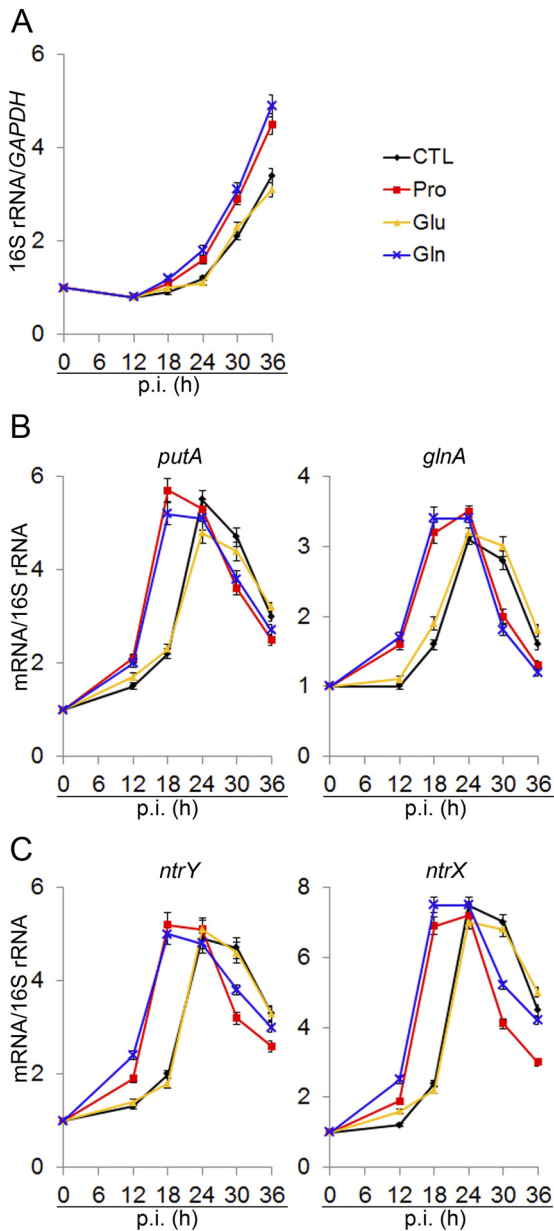 A
16S rRNA/GAPDH
6
4
2
0
0 6 12 18 24 30 36
p.i. (h)
CTL
Pro
Glu
Gln
B
putA
mRNA/16S rRNA
6
4
2
0
0 6 12 18 24 30 36
p.i. (h)
glnA
4
3
2
1
0
0 6 12 18 24 30 36
p.i. (h)
C
ntrY
mRNA/16S rRNA
6
4
2
0
0 6 12 18 24 30 36
p.i. (h)
ntrX
8
6
4
2
0
0 6 12 18 24 30 36
p.i. (h)